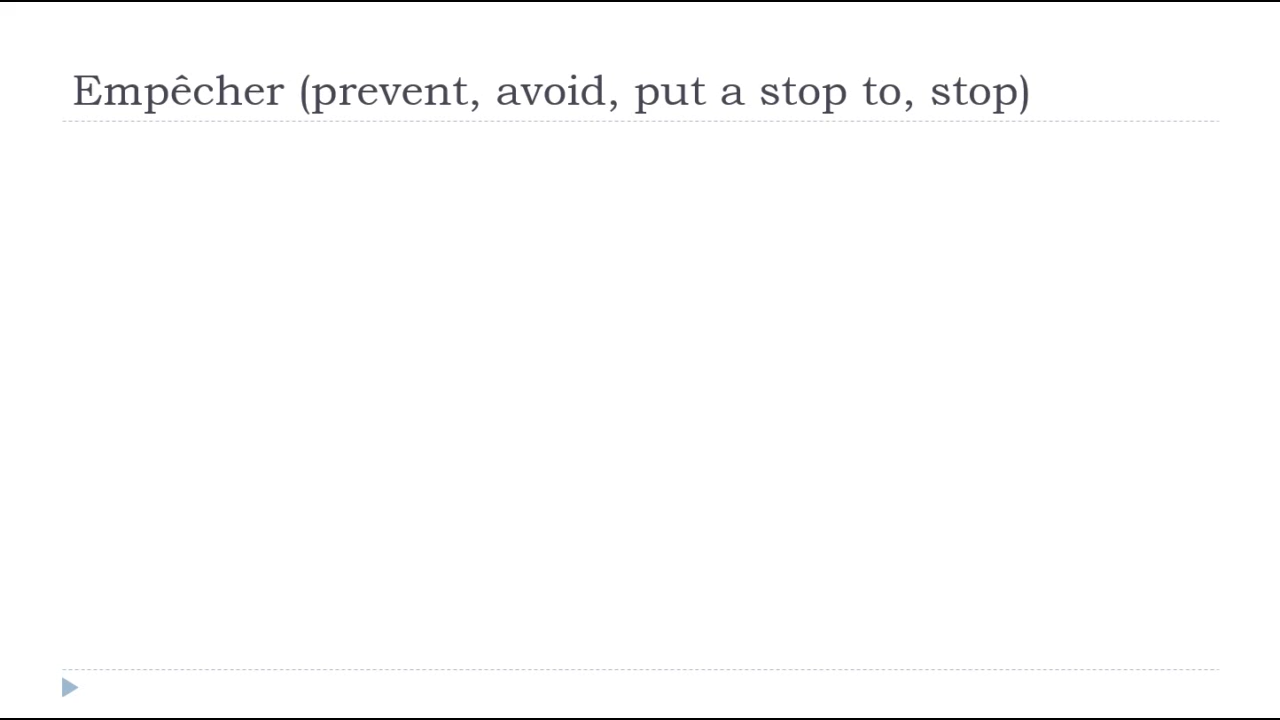 Empêcher (prevent, avoid, put a stop to, stop)